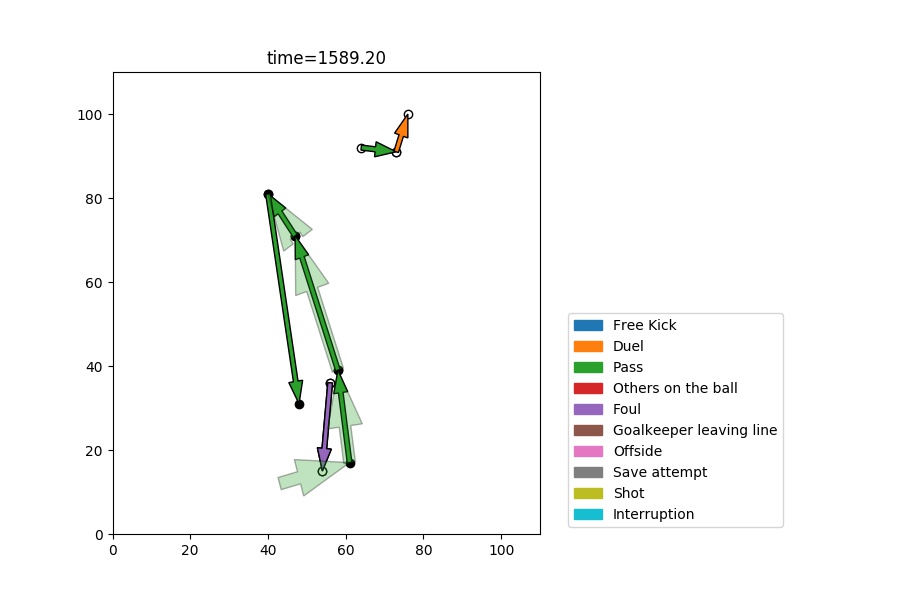 time=1589.20
100
80
60
40
20
0
0
20
40
60
80
100
Free Kick
Duel
Pass
Others on the ball
Foul
Goalkeeper leaving line
Offside
Save attempt
Shot
Interruption